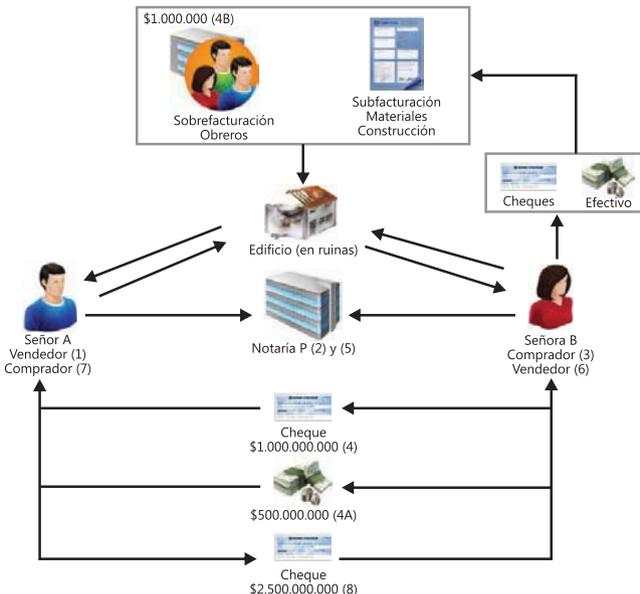 $1.000.000 (4B)
Sobrefacturación
Obreros
Subfacturación
Materiales
Construcción
Cheques
Efectivo
Edificio (en ruinas)
Señor A
Vendedor (1)
Comprador (7)
Notaría P (2) y (5)
Señora B
Comprador (3)
Vendedor (6)
Cheque
$1.000.000.000 (4)
$500.000.000 (4A)
Cheque
$2.500.000.000 (8)